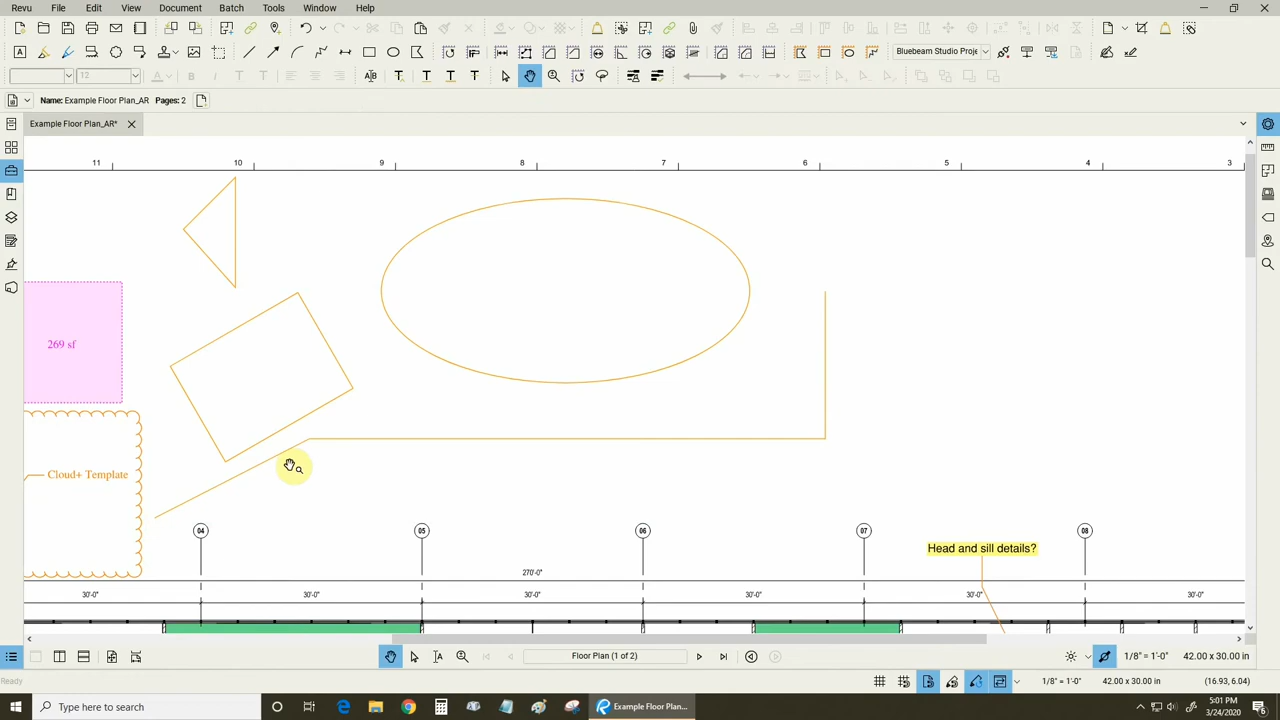 Revu File Edit View Document Batch Tools Window Help
Bluebeam Studio Proje
12
Name: Example Floor Plan_AR Pages: 2
Example Floor Plan_AR*
11 10 9 8 7 6 5 4 3
269 sf
Cloud+ Template
04 05 06 07 08
Head and sill details?
270'-0"
30'-0" 30'-0" 30'-0" 30'-0" 30'-0" 30'-0"
Floor Plan (1 of 2)
1/8" = 1'-0" 42.00 x 30.00 in
Ready
1/8" = 1'-0" 42.00 x 30.00 in (16.93, 6.04)
Type here to search
Example Floor Plan...
5:01 PM
3/24/2020